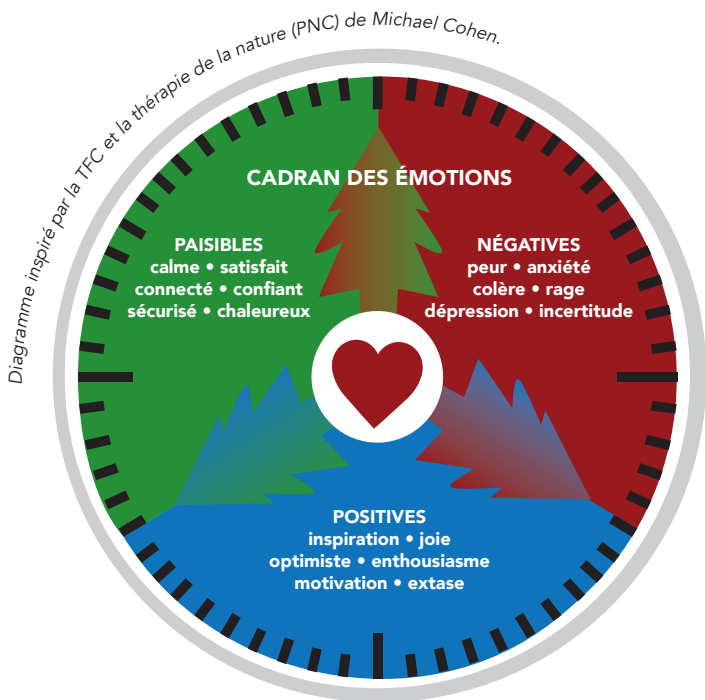 Diagramme inspiré par la TFC et la thérapie de la nature (PNC) de Michael Cohen.
CADRAN DES ÉMOTIONS
PAISIBLES
calme • satisfait
connecté • confiant
sécurisé • chaleureux
NÉGATIVES
peur • anxiété
colère • rage
dépression • incertitude
POSITIVES
inspiration • joie
optimiste • enthousiasme
motivation • extase